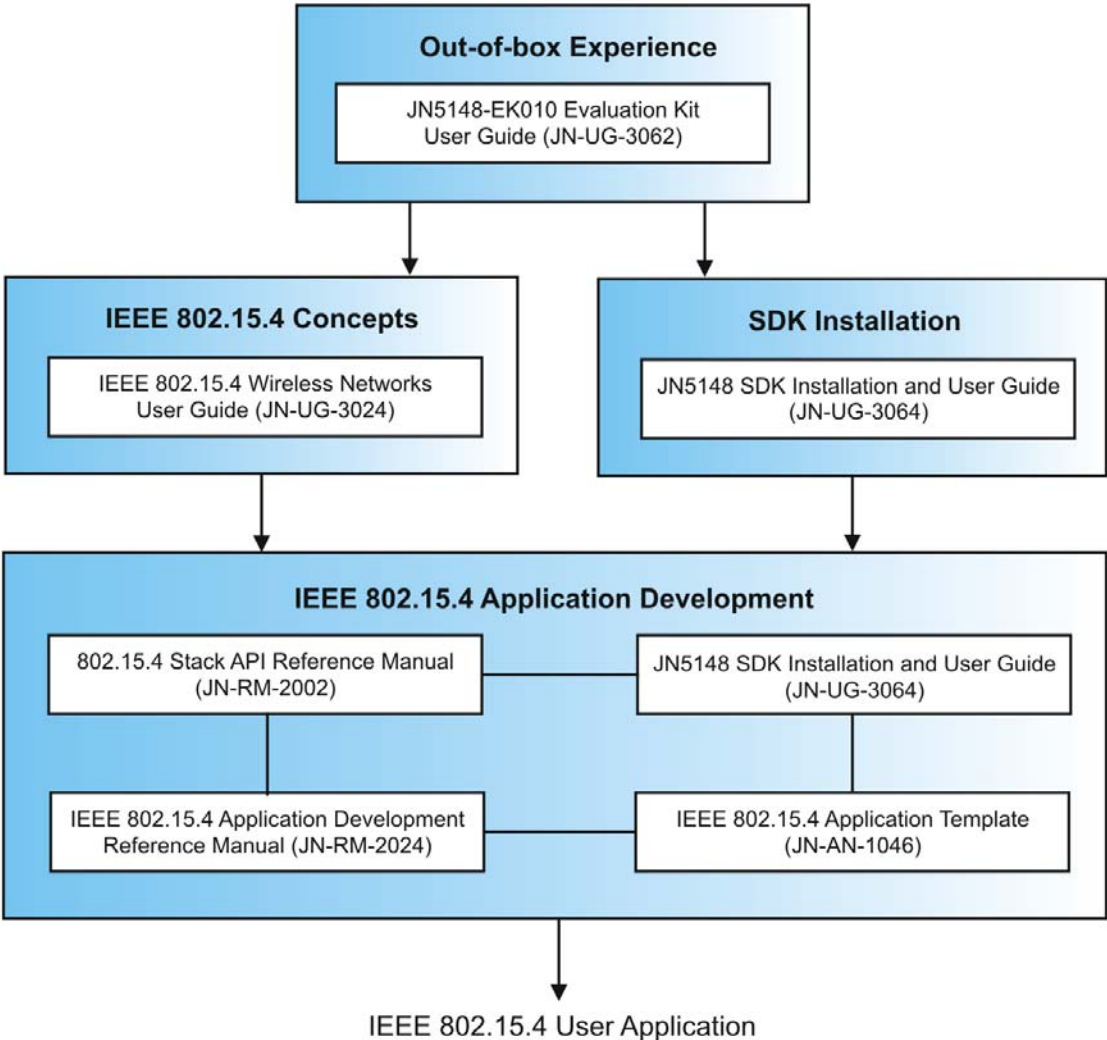 Out-of-box Experience
JN5148-EK010 Evaluation Kit
User Guide (JN-UG-3062)
IEEE 802.15.4 Concepts
IEEE 802.15.4 Wireless Networks
User Guide (JN-UG-3024)
SDK Installation
JN5148 SDK Installation and User Guide
(JN-UG-3064)
IEEE 802.15.4 Application Development
802.15.4 Stack API Reference Manual
(JN-RM-2002)
JN5148 SDK Installation and User Guide
(JN-UG-3064)
IEEE 802.15.4 Application Development
Reference Manual (JN-RM-2024)
IEEE 802.15.4 Application Template
(JN-AN-1046)
IEEE 802.15.4 User Application